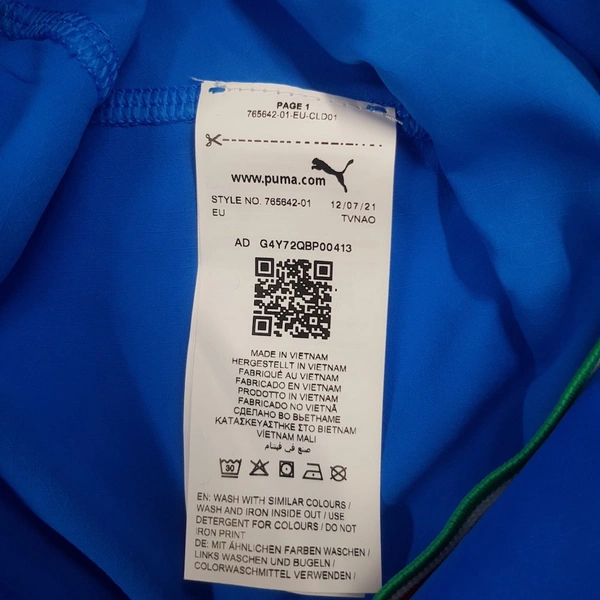 PAGE 1
765642-01-EU-CLD01
www.puma.com
STYLE NO. 765642-01 12/07/21
EU TVNAO
AD G4Y72QBP00413
MADE IN VIETNAM
HERGESTELLT IN VIETNAM
FABRIQUÉ AU VIETNAM
FABRICADO EN VIETNAM
PRODOTTO IN VIETNAM
FABRICADO NO VIETNÃ
СДЕЛАНО ВО ВЬЕТНАМЕ
ΚΑΤΑΣΚΕΥΑΣΤΗΚΕ ΣΤΟ ΒΙΕΤΝΑΜ
VİETNAM MALI
صنع في فيتنام
30
EN: WASH WITH SIMILAR COLOURS /
WASH AND IRON INSIDE OUT / USE
DETERGENT FOR COLOURS / DO NOT
IRON PRINT
DE: MIT ÄHNLICHEN FARBEN WASCHEN /
LINKS WASCHEN UND BÜGELN /
COLORWASCHMITTEL VERWENDEN /